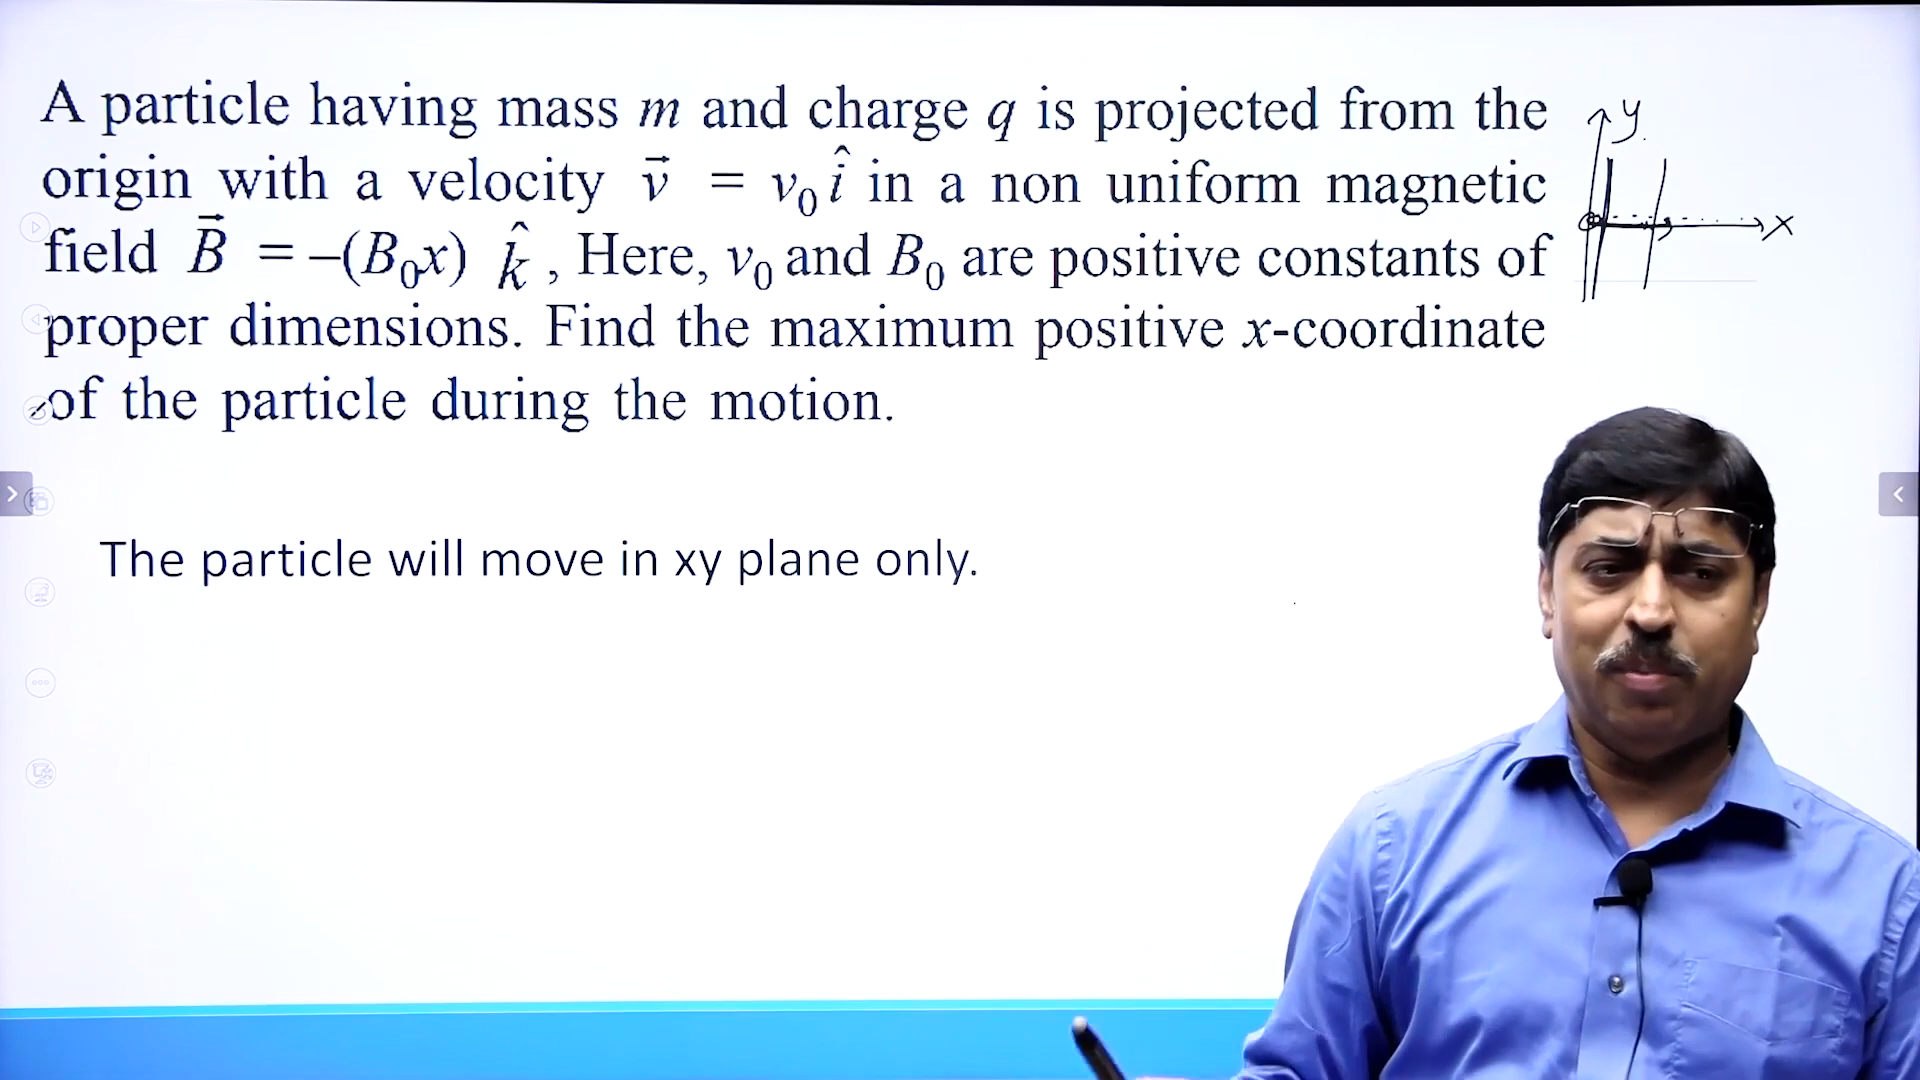 A particle having mass m and charge q is projected from the
origin with a velocity v⃗ = v₀ î in a non uniform magnetic
field B⃗ = –(B₀x) k̂ , Here, v₀ and B₀ are positive constants of
proper dimensions. Find the maximum positive x-coordinate
of the particle during the motion.
y
x
The particle will move in xy plane only.